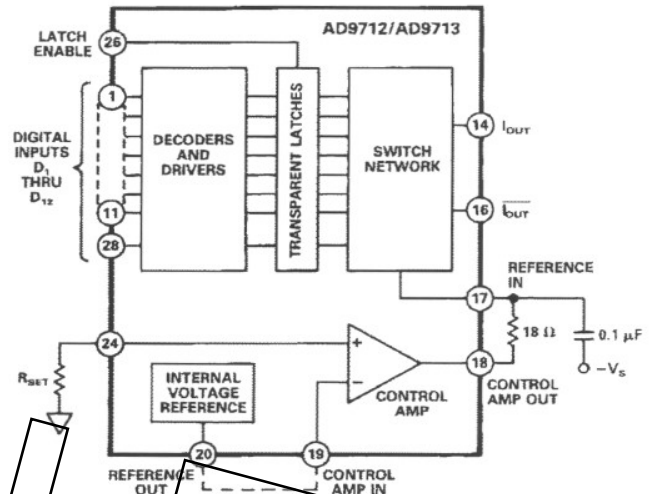 AD9712/AD9713
LATCH
ENABLE
26
1
DIGITAL
INPUTS
D1
THRU
D12
11
28
DECODERS
AND
DRIVERS
TRANSPARENT LATCHES
SWITCH
NETWORK
14
IOUT
16
IOUT
REFERENCE
IN
17
18 Ω
0.1 μF
-VS
18
CONTROL
AMP OUT
24
RSET
+
−
CONTROL
AMP
INTERNAL
VOLTAGE
REFERENCE
20
19
REFERENCE
OUT
CONTROL
AMP IN